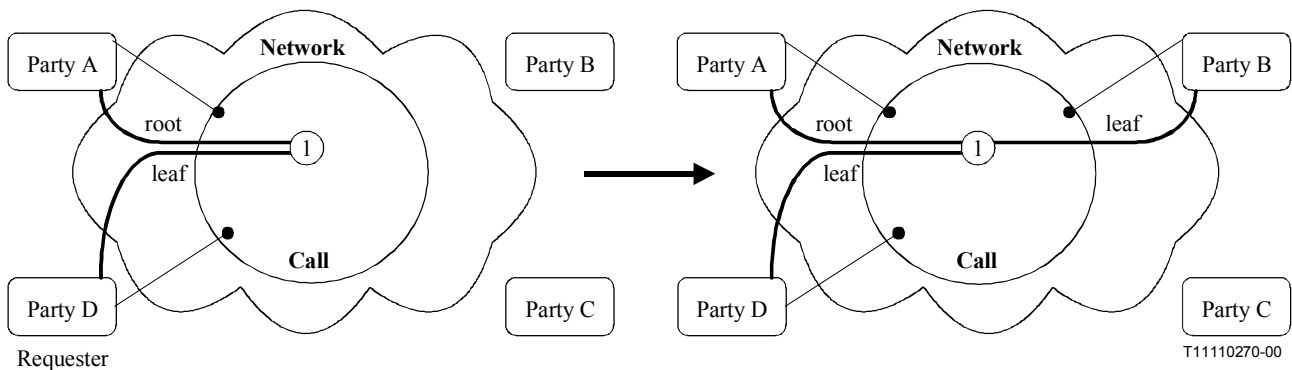 Network
Party A
Party B
root
1
leaf
Call
Party D
Party C
Requester
Network
Party A
Party B
root
leaf
1
leaf
Call
Party D
Party C
T11110270-00